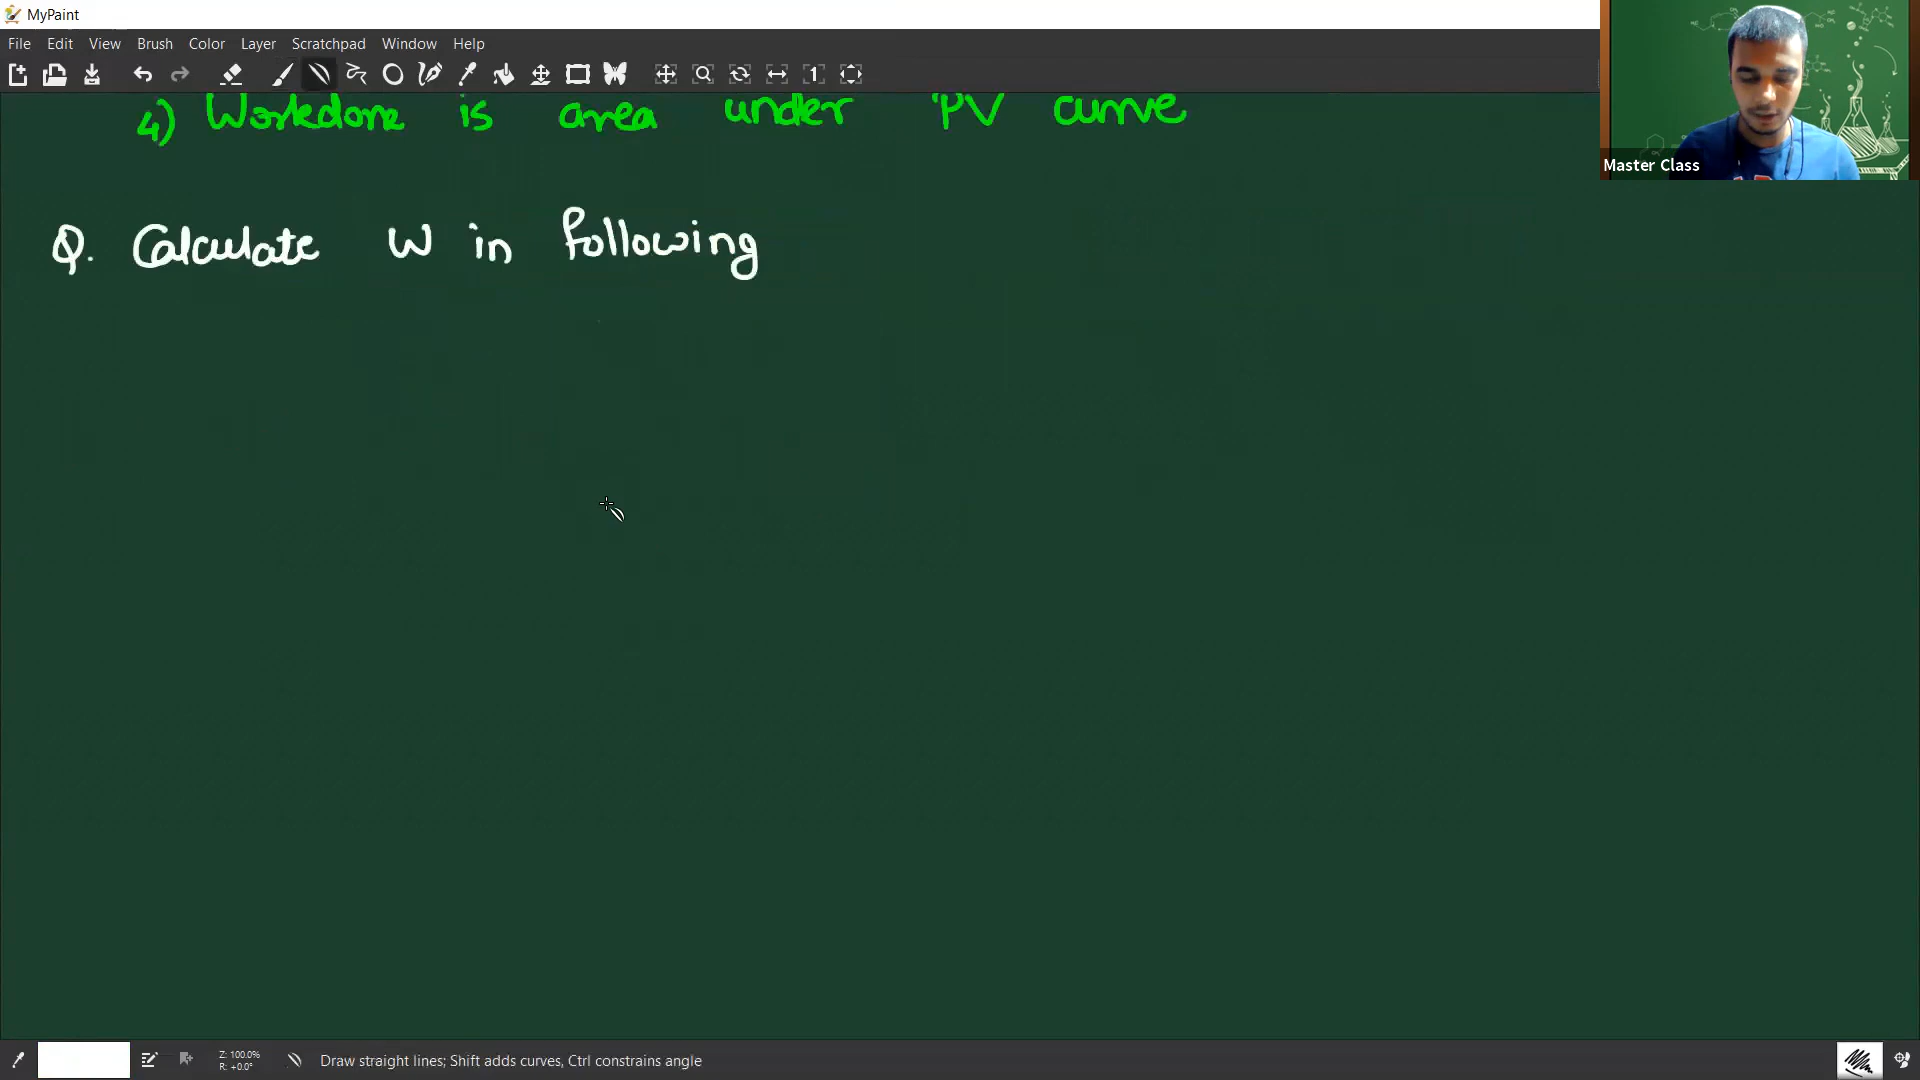 MyPaint
File Edit View Brush Color Layer Scratchpad Window Help
4) Workdone is area under PV curve
Master Class
Q. Calculate W in following
Z: 100.0%
R: +0.0°
Draw straight lines; Shift adds curves, Ctrl constrains angle